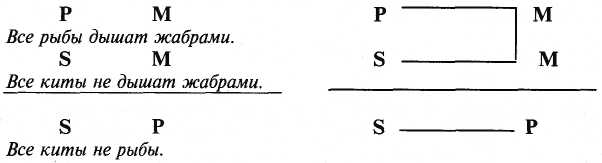 P M P M
Все рыбы дышат жабрами.
S M S M
Все киты не дышат жабрами.
S P S P
Все киты не рыбы.